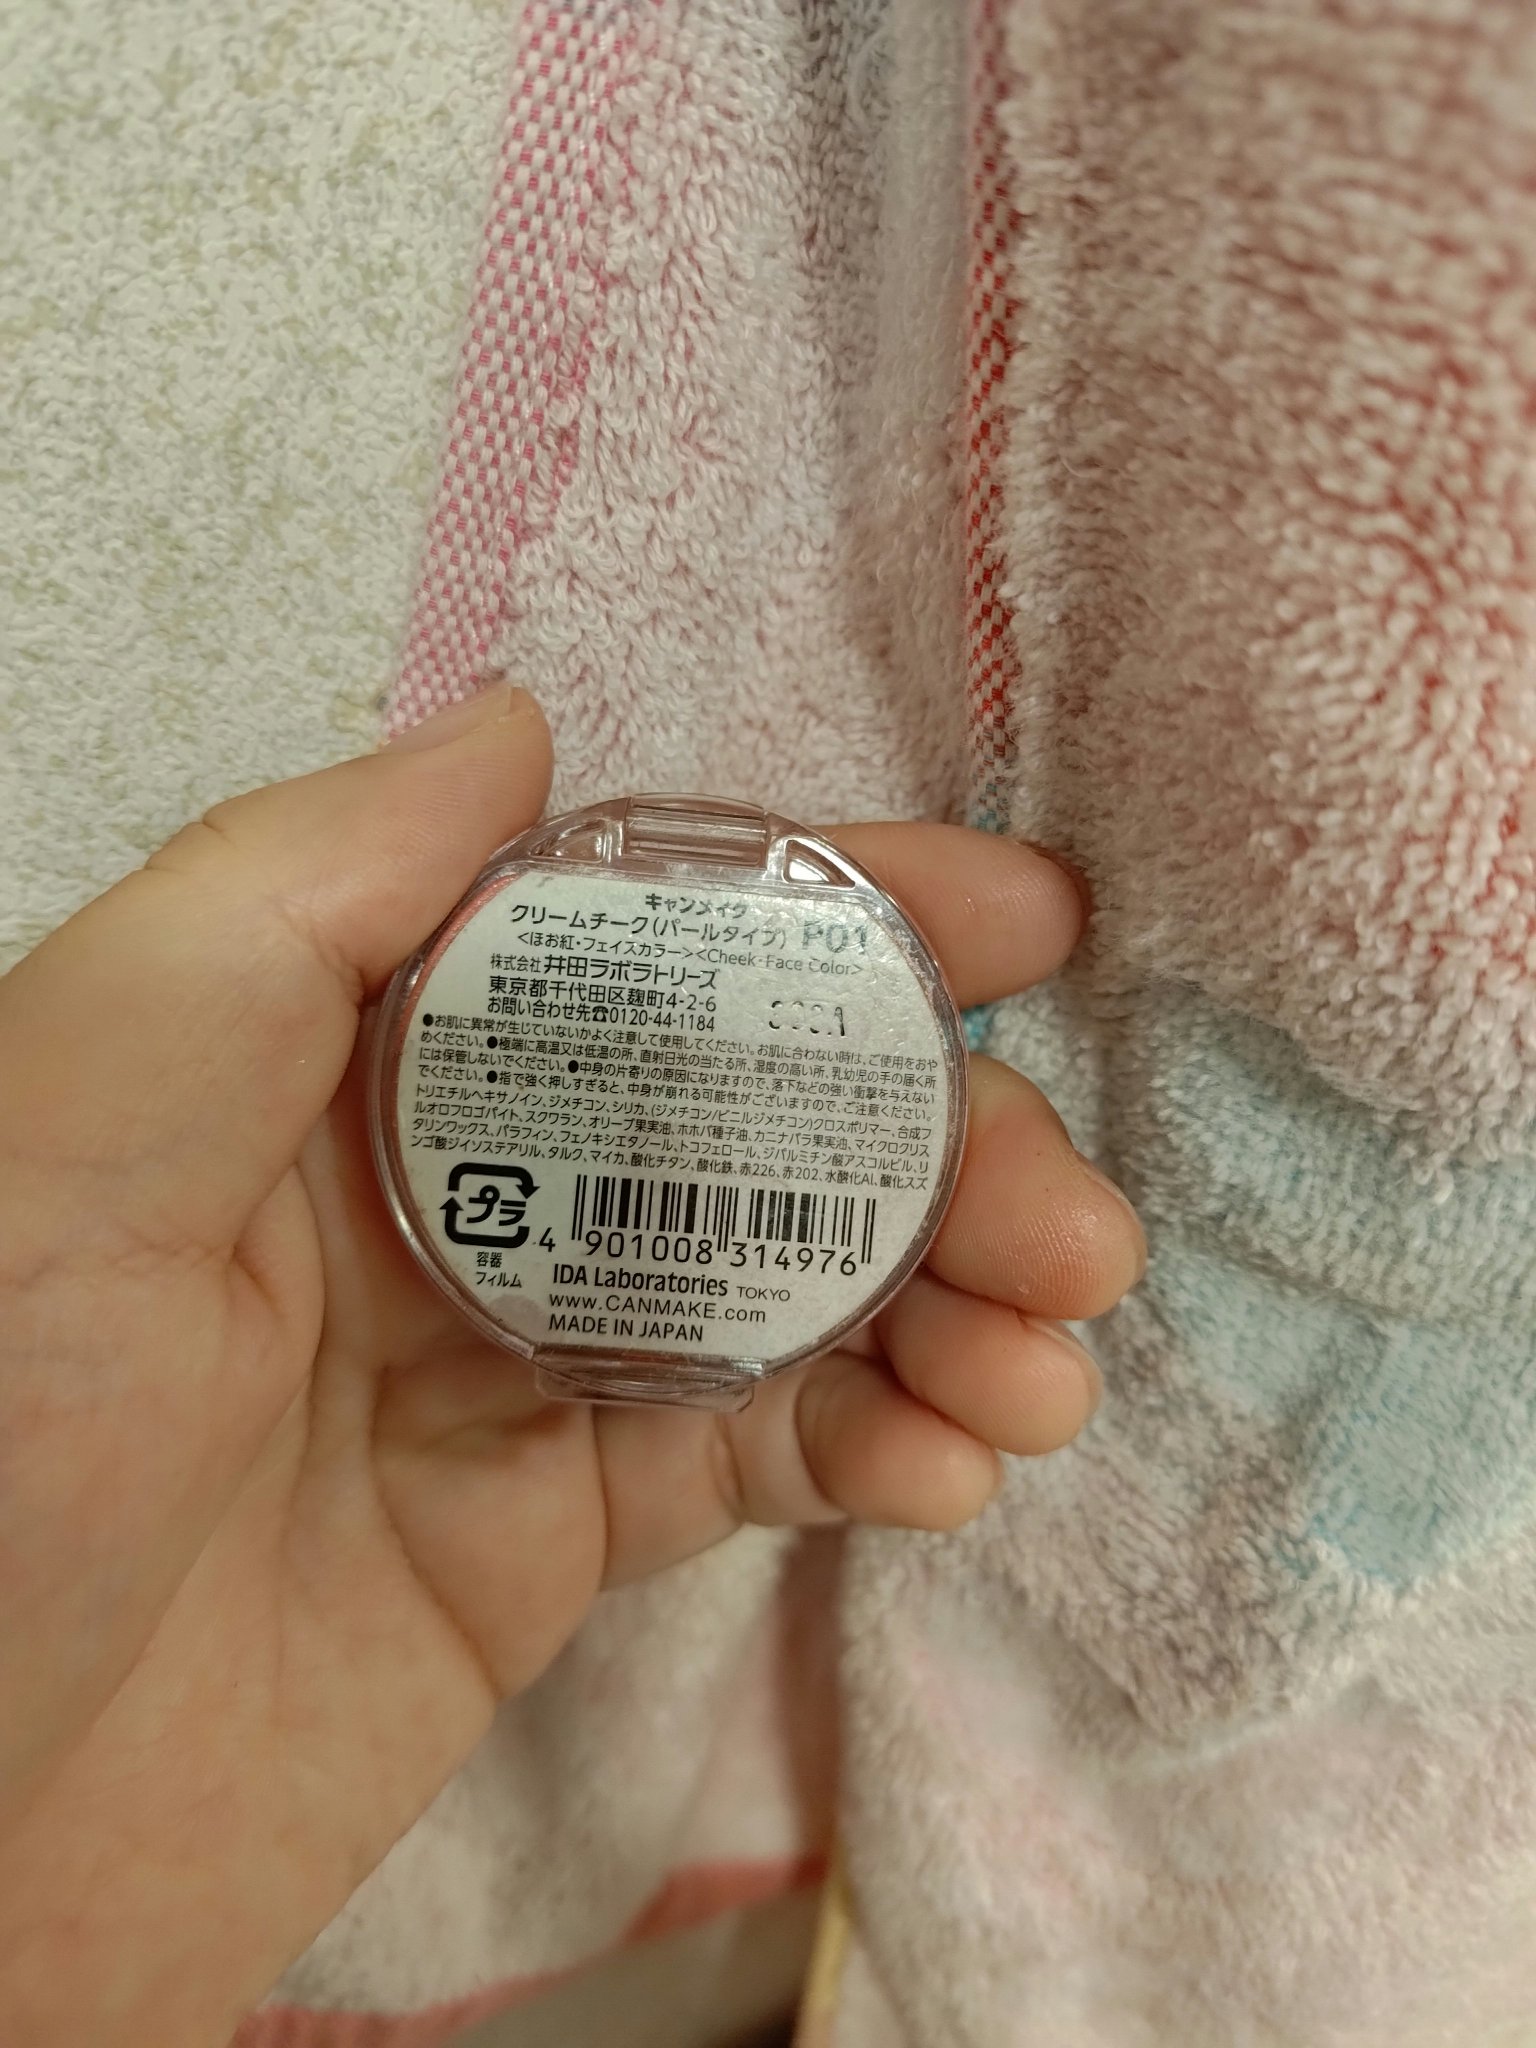 キャンメイク
クリームチーク(パールタイプ) P01
<ほお紅・フェイスカラー><Cheek・Face Color>
株式会社 井田ラボラトリーズ
東京都千代田区麹町4-2-6
お問い合わせ先☎0120-44-1184
●お肌に異常が生じていないかよく注意して使用してください。お肌に合わない時は、ご使用をおや
めください。●極端に高温又は低温の所、直射日光の当たる所、湿度の高い所、乳幼児の手の届く所
には保管しないでください。●中身の片寄りの原因になりますので、落下などの強い衝撃を与えない
でください。●指で強く押しすぎると、中身が崩れる可能性がございますので、ご注意ください。
トリエチルヘキサノイン、ジメチコン、シリカ、(ジメチコン/ビニルジメチコン)クロスポリマー、合成フ
ルオロフロゴパイト、スクワラン、オリーブ果実油、ホホバ種子油、カニナバラ果実油、マイクロクリス
タリンワックス、パラフィン、フェノキシエタノール、トコフェロール、ジパルミチン酸アスコルビル、リ
ンゴ酸ジイソステアリル、タルク、マイカ、酸化チタン、酸化鉄、赤226、赤202、水酸化Al、酸化スズ
プラ
容器
フィルム
4 901008 314976
IDA Laboratories TOKYO
www.CANMAKE.com
MADE IN JAPAN